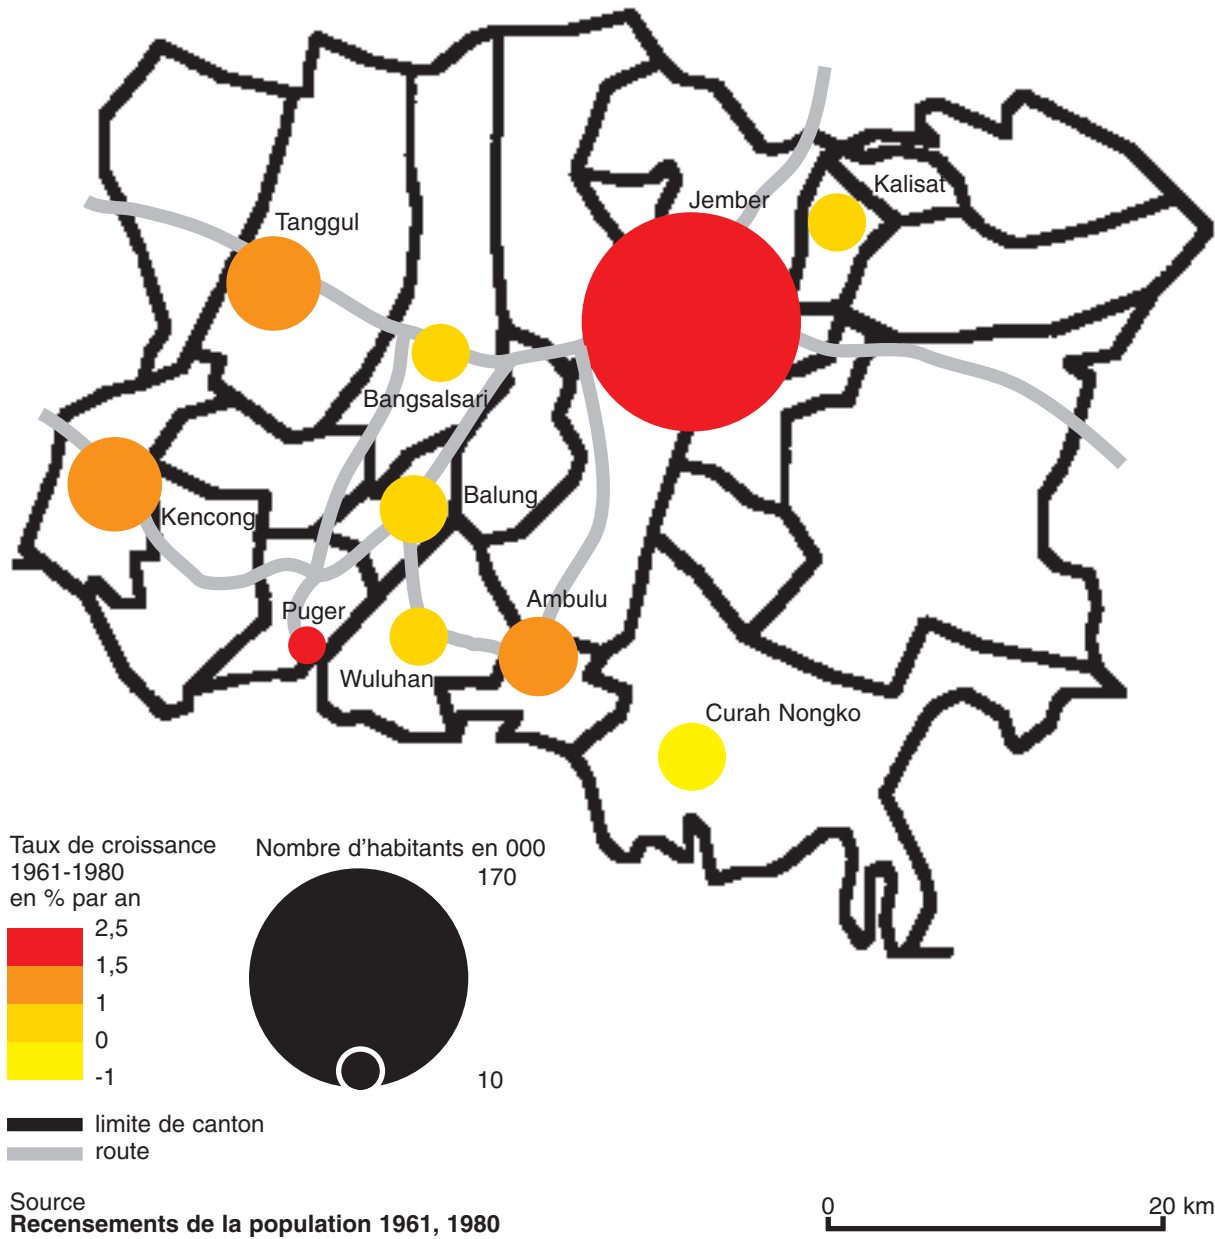 Kalisat
Jember
Tanggul
Bangsalsari
Balung
Kencong
Ambulu
Puger
Wuluhan
Curah Nongko
Taux de croissance
1961-1980
en % par an
2,5
1,5
1
0
-1
Nombre d'habitants en 000
170
10
limite de canton
route
Source
Recensements de la population 1961, 1980
0 20 km